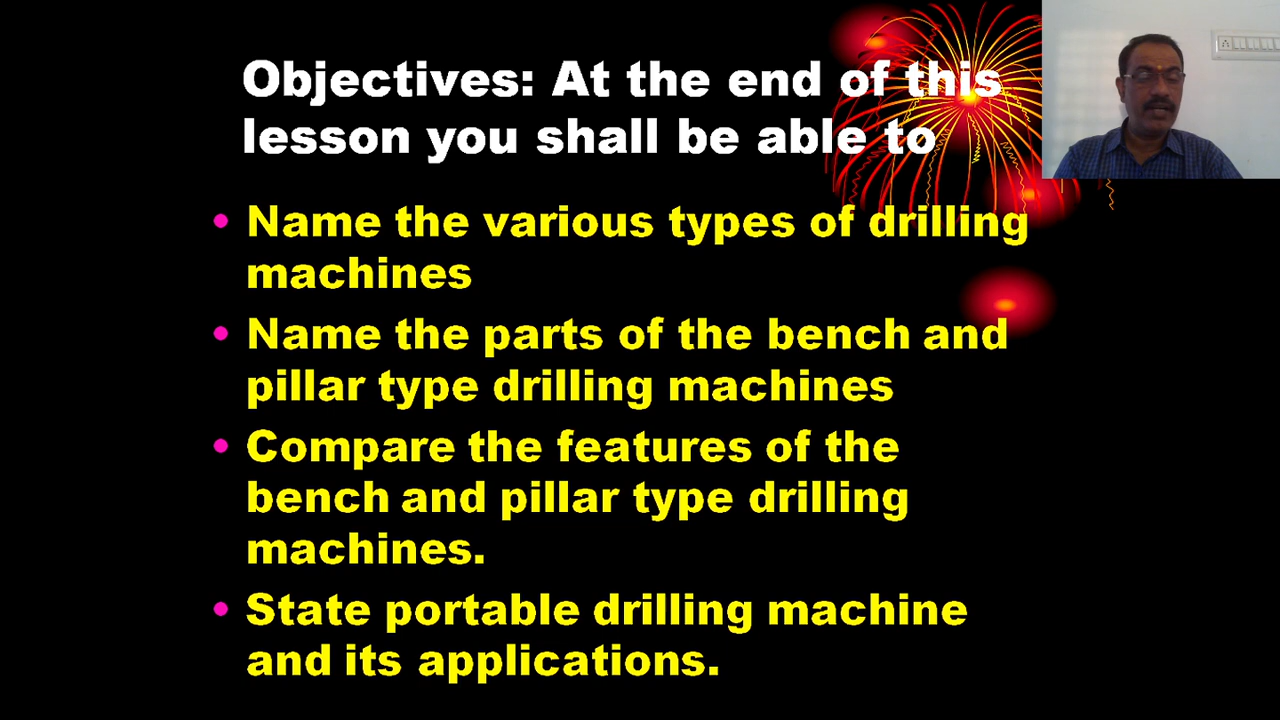 Objectives: At the end of this
lesson you shall be able to
• Name the various types of drilling
machines
• Name the parts of the bench and
pillar type drilling machines
• Compare the features of the
bench and pillar type drilling
machines.
• State portable drilling machine
and its applications.